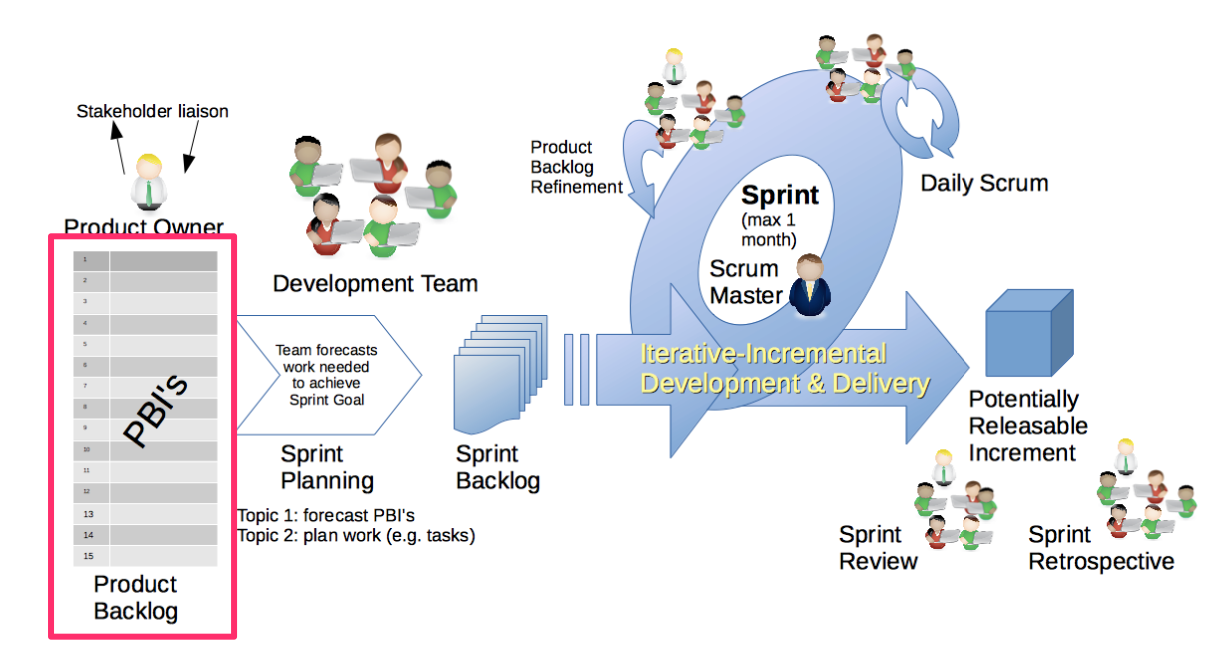 Stakeholder liaison
Product Owner
1
2
3
4
5
6
7
8
9
10
11
12
13
14
15
PBI's
Product
Backlog
Development Team
Team forecasts
work needed
to achieve
Sprint Goal
Sprint
Planning
Topic 1: forecast PBI's
Topic 2: plan work (e.g. tasks)
Sprint
Backlog
Product
Backlog
Refinement
Sprint
(max 1
month)
Scrum
Master
Daily Scrum
Iterative-Incremental
Development & Delivery
Potentially
Releasable
Increment
Sprint
Review
Sprint
Retrospective